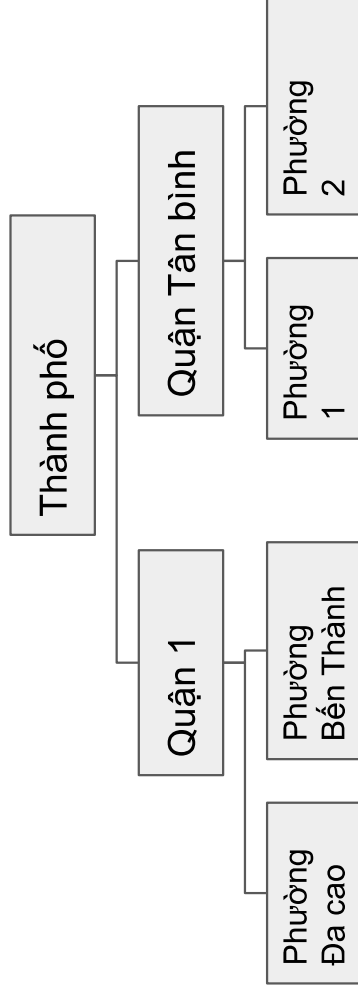 Thành phố
Quận 1
Quận Tân bình
Phường
Đa cao
Phường
Bến Thành
Phường
1
Phường
2